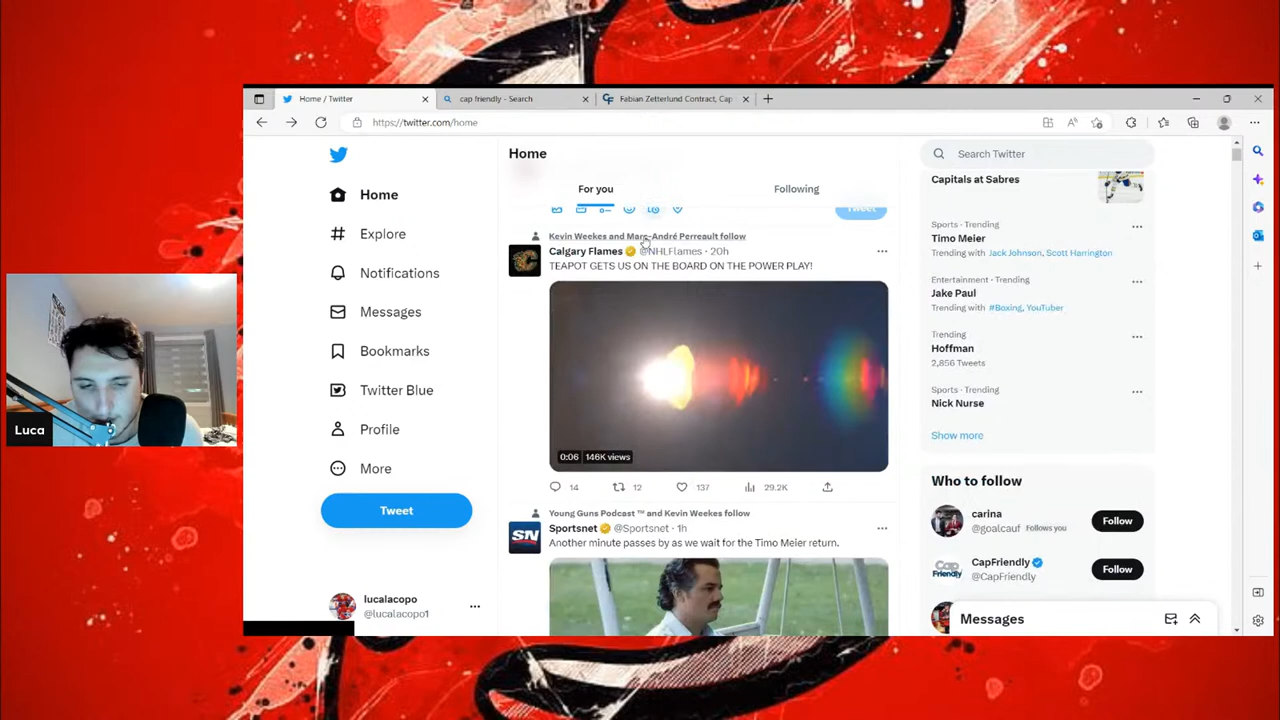 Home / Twitter
cap friendly - Search
Fabian Zetterlund Contract, Cap
https://twitter.com/home
Home
Explore
Notifications
Messages
Bookmarks
Twitter Blue
Profile
More
Tweet
lucalacopo
@lucalacopo1
Home
For you
Following
Tweet
Kevin Weekes and Marc-André Perreault follow
Calgary Flames @NHLFlames · 20h
TEAPOT GETS US ON THE BOARD ON THE POWER PLAY!
0:06 146K views
14 12 137 29.2K
Young Guns Podcast ™ and Kevin Weekes follow
SN
Sportsnet @Sportsnet · 1h
Another minute passes by as we wait for the Timo Meier return.
Search Twitter
Capitals at Sabres
Sports · Trending
Timo Meier
Trending with Jack Johnson, Scott Harrington
Entertainment · Trending
Jake Paul
Trending with #Boxing, YouTube
Trending
Hoffman
2,856 Tweets
Sports · Trending
Nick Nurse
Show more
Who to follow
carina
@goalcauf Follows you
Follow
Cap
Friendly
CapFriendly
@CapFriendly
Follow
Messages
Luca